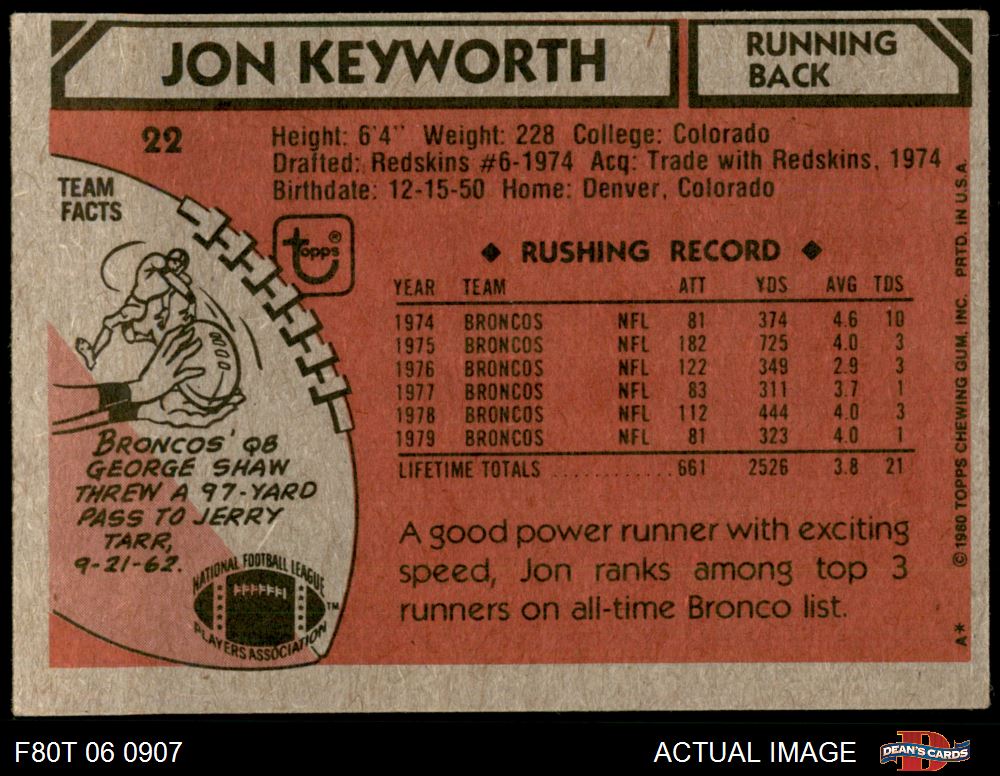 JON KEYWORTH
RUNNING
BACK
22
Height: 6'4" Weight: 228 College: Colorado
Drafted: Redskins #6-1974 Acq: Trade with Redskins, 1974
Birthdate: 12-15-50 Home: Denver, Colorado
TEAM
FACTS
topps®
◆ RUSHING RECORD ◆
YEAR TEAM ATT YDS AVG TDS
1974 BRONCOS NFL 81 374 4.6 10
1975 BRONCOS NFL 182 725 4.0 3
1976 BRONCOS NFL 122 349 2.9 3
1977 BRONCOS NFL 83 311 3.7 1
1978 BRONCOS NFL 112 444 4.0 3
1979 BRONCOS NFL 81 323 4.0 1
LIFETIME TOTALS ............ 661 2526 3.8 21
BRONCOS' QB
GEORGE SHAW
THREW A 97-YARD
PASS TO JERRY
TARR,
9-21-62.
A good power runner with exciting
speed, Jon ranks among top 3
runners on all-time Bronco list.
NATIONAL FOOTBALL LEAGUE
PLAYERS ASSOCIATION
TM
A* ©1980 TOPPS CHEWING GUM, INC. PRTD. IN U.S.A.
F80T 06 0907
ACTUAL IMAGE
D
DEAN'S CARDS